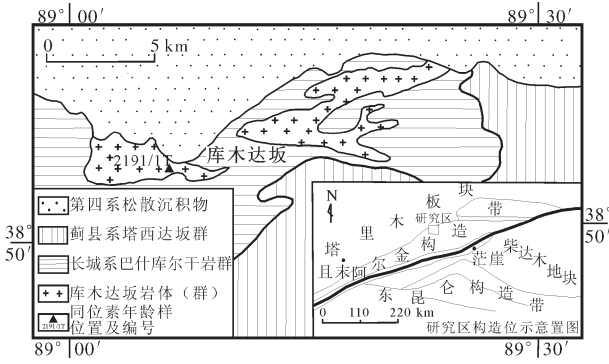 89° 00′
89° 30′
0 5 km
2191/1T
库木达坂
第四系松散沉积物
蓟县系塔西达坂群
长城系巴什库尔干岩群
库木达坂岩体（群）
2191/1T
同位素年龄样
位置及编号
38°
50′
38°
50′
N
塔里木板块
研究区
阿尔金构造带
且末
茫崖
柴达木地块
东昆仑构造带
0 110 220 km
研究区构造位示意置图
89° 00′
89° 30′